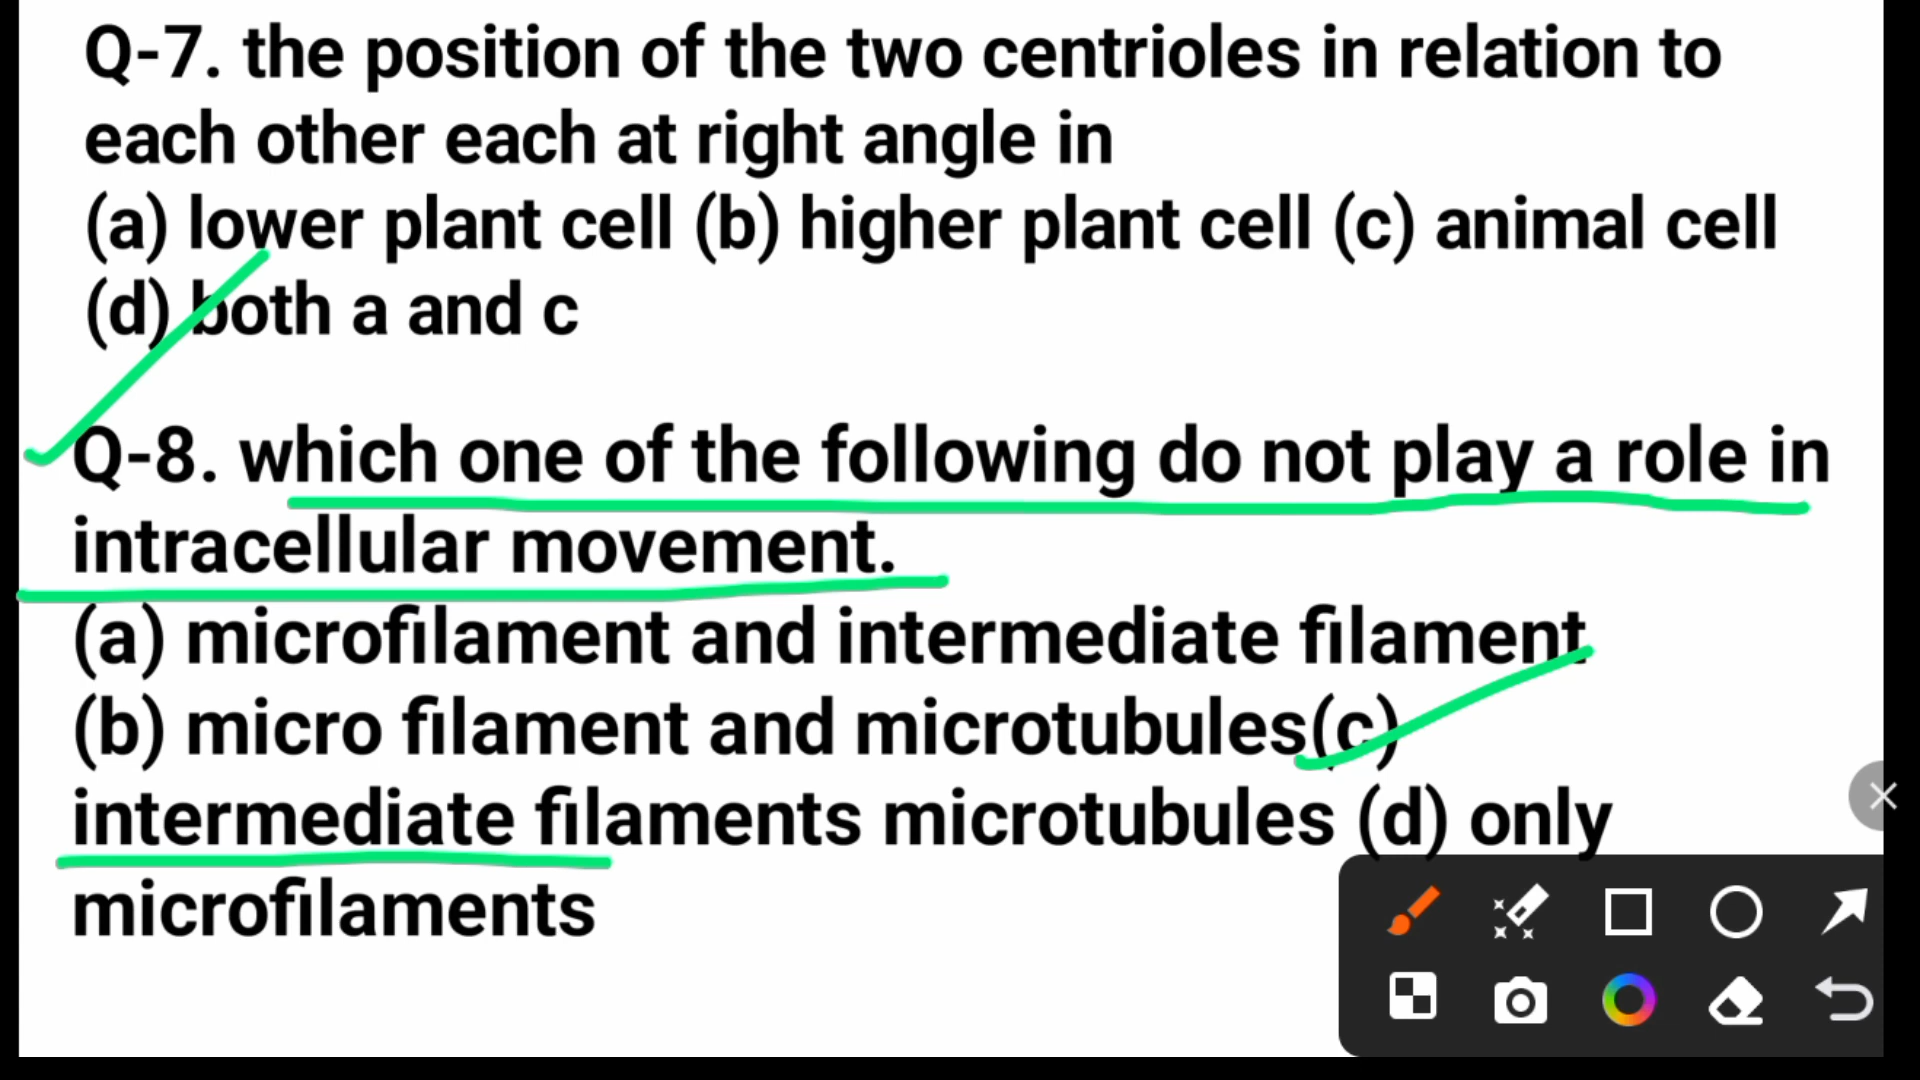 Q-7. the position of the two centrioles in relation to
each other each at right angle in
(a) lower plant cell (b) higher plant cell (c) animal cell
(d) both a and c
Q-8. which one of the following do not play a role in
intracellular movement.
(a) microfilament and intermediate filament
(b) micro filament and microtubules(c)
intermediate filaments microtubules (d) only
microfilaments